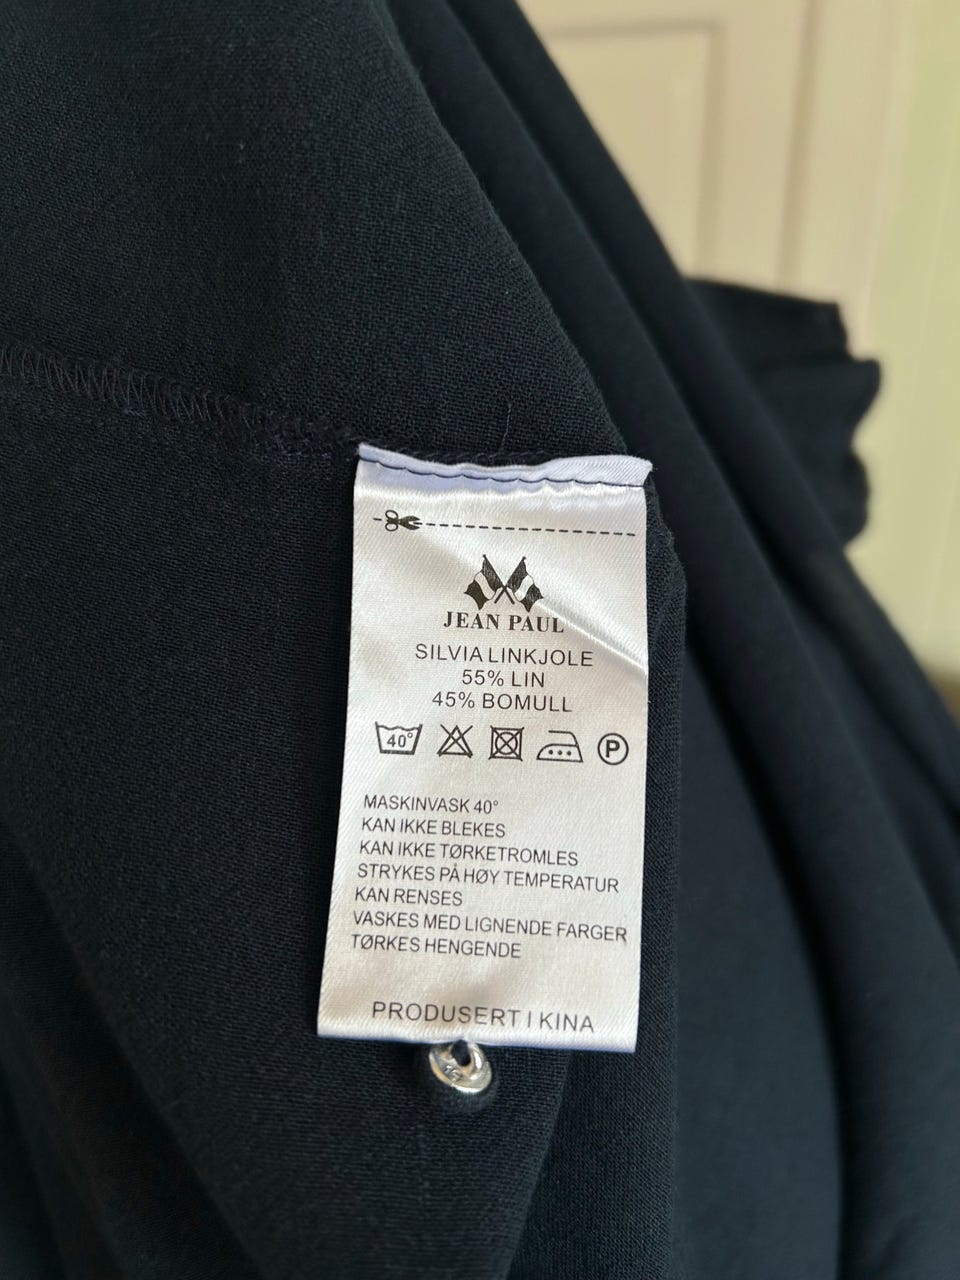 JEAN PAUL
SILVIA LINKJOLE
55% LIN
45% BOMULL
40°
P
MASKINVASK 40°
KAN IKKE BLEKES
KAN IKKE TØRKETROMLES
STRYKES PÅ HØY TEMPERATUR
KAN RENSES
VASKES MED LIGNENDE FARGER
TØRKES HENGENDE
PRODUSERT I KINA